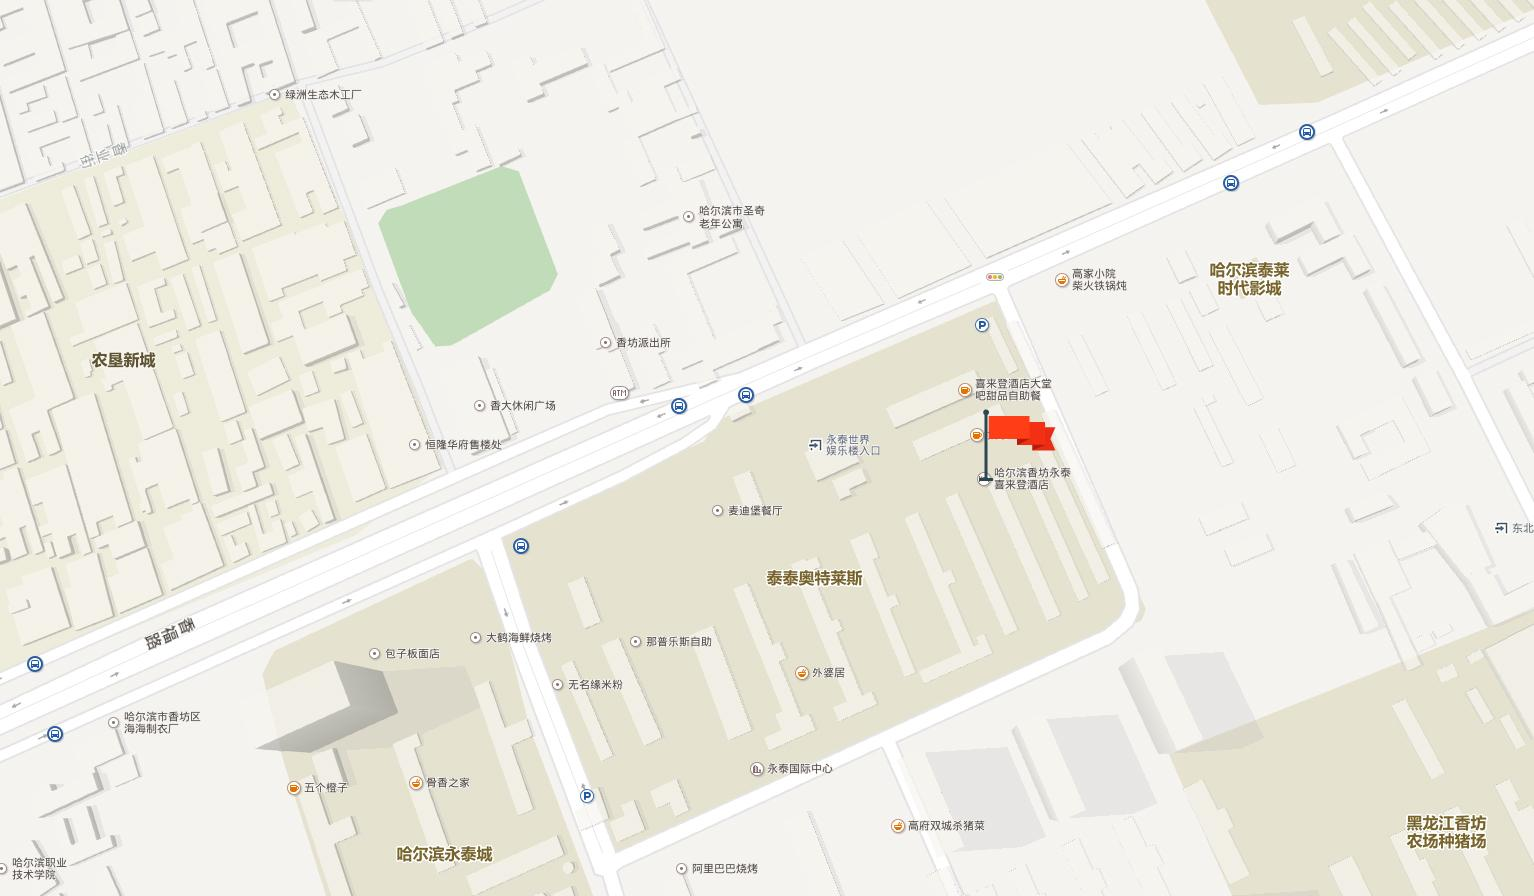 绿洲生态木工厂
香业街
哈尔滨市圣奇
老年公寓
高家小院
柴火铁锅炖
哈尔滨泰莱
时代影城
P
香坊派出所
农垦新城
ATM
喜来登酒店大堂
吧甜品自助餐
香大休闲广场
恒隆华府售楼处
永泰世界
娱乐楼入口
哈尔滨香坊永泰
喜来登酒店
麦迪堡餐厅
东北
泰泰奥特莱斯
香福路
大鹤海鲜烧烤
那普乐斯自助
包子板面店
外婆居
无名缘米粉
哈尔滨市香坊区
海海制衣厂
永泰国际中心
骨香之家
五个橙子
P
高府双城杀猪菜
黑龙江香坊
农场种猪场
哈尔滨永泰城
哈尔滨职业
技术学院
阿里巴巴烧烤